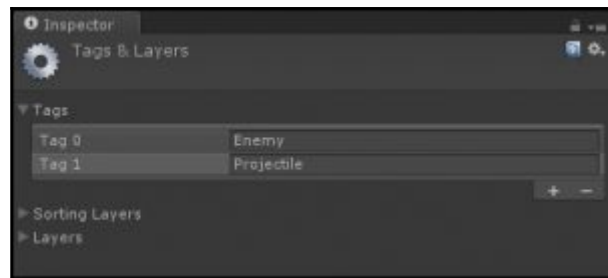 Inspector
Tags & Layers
Tags
Tag 0 Enemy
Tag 1 Projectile
+ −
Sorting Layers
Layers